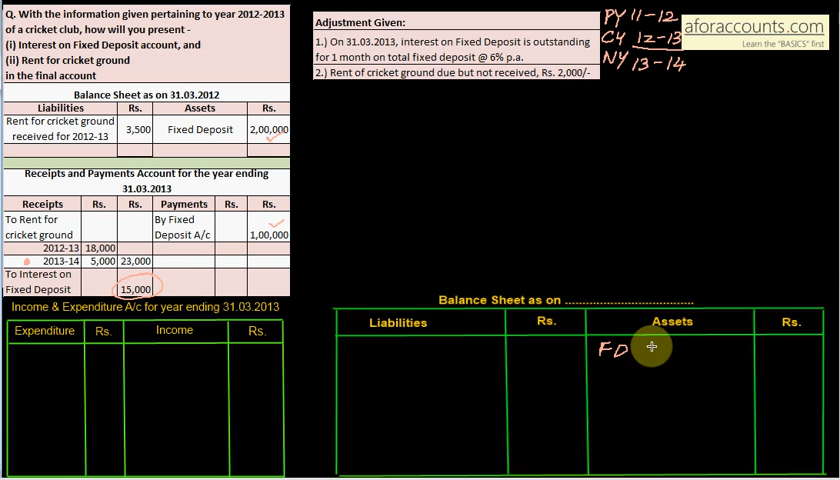 Q. With the information given pertaining to year 2012-2013
of a cricket club, how will you present -
(i) Interest on Fixed Deposit account, and
(ii) Rent for cricket ground
in the final account
Balance Sheet as on 31.03.2012
Liabilities Rs. Assets Rs.
Rent for cricket ground
received for 2012-13 3,500 Fixed Deposit 2,00,000
Receipts and Payments Account for the year ending
31.03.2013
Receipts Rs. Rs. Payments Rs. Rs.
To Rent for By Fixed
cricket ground Deposit A/c 1,00,000
2012-13 18,000
2013-14 5,000 23,000
To Interest on
Fixed Deposit 15,000
Adjustment Given:
1.) On 31.03.2013, interest on Fixed Deposit is outstanding
for 1 month on total fixed deposit @ 6% p.a.
2.) Rent of cricket ground due but not received, Rs. 2,000/-
PY 11-12
CY 12-13
NY 13-14
aforaccounts.com
Learn the "BASICS" first
Income & Expenditure A/c for year ending 31.03.2013
Expenditure Rs. Income Rs.
Balance Sheet as on ......................................
Liabilities Rs. Assets Rs.
FD